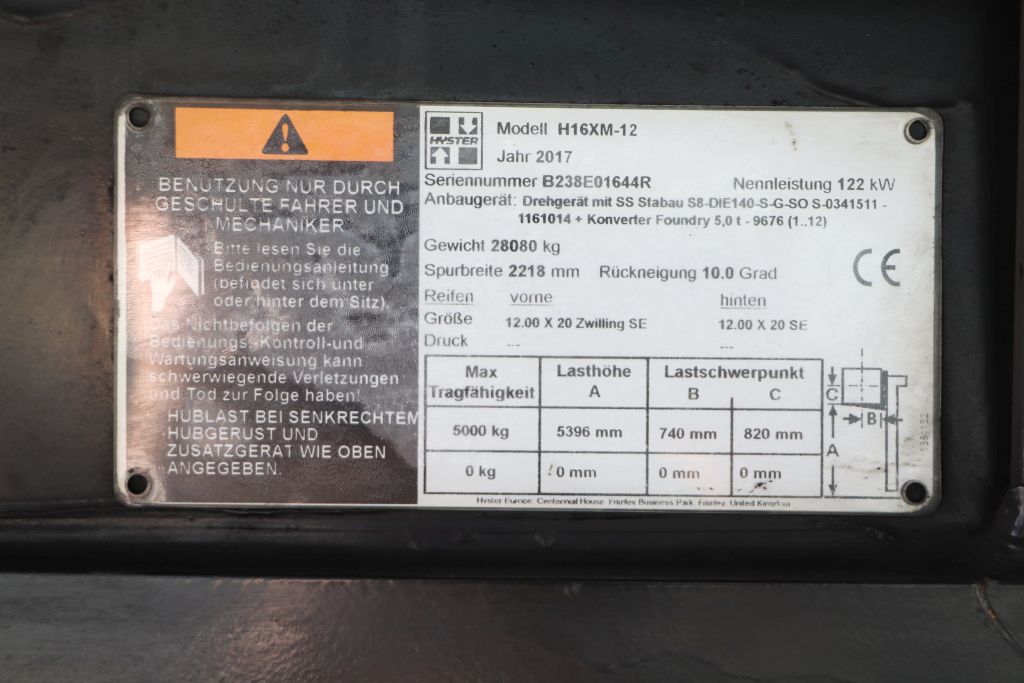 BENUTZUNG NUR DURCH
GESCHULTE FAHRER UND
MECHANIKER
Bitte lesen Sie die
Bedienungsanleitung
(befindet sich unter
oder hinter dem Sitz).
Das Nichtbefolgen der
Bedienungs, Kontroll-und
Wartungsanweisung kann
schwerwiegende Verletzungen
und Tod zur Folge haben!
HUBLAST BEI SENKRECHTEM
HUBGERUST UND
ZUSATZGERÄT WIE OBEN
ANGEGEBEN.
HYSTER
Modell H16XM-12
Jahr 2017
Seriennummer B238E01644R Nennleistung 122 kW
Anbaugerät: Drehgerät mit SS Stabau S8-DIE140-S-G-SO S-0341511 -
1161014 + Konverter Foundry 5,0 t - 9676 (1..12)
Gewicht 28080 kg
Spurbreite 2218 mm Rückneigung 10.0 Grad
CE
Reifen vorne hinten
Größe 12.00 X 20 Zwilling SE 12.00 X 20 SE
Druck --- ---
Max Tragfähigkeit Lasthöhe A Lastschwerpunkt B C
5000 kg 5396 mm 740 mm 820 mm
0 kg 0 mm 0 mm 0 mm
C
B
A
Hyster Europe, Centennial House, Frimley Business Park, Frimley, United Kingdom